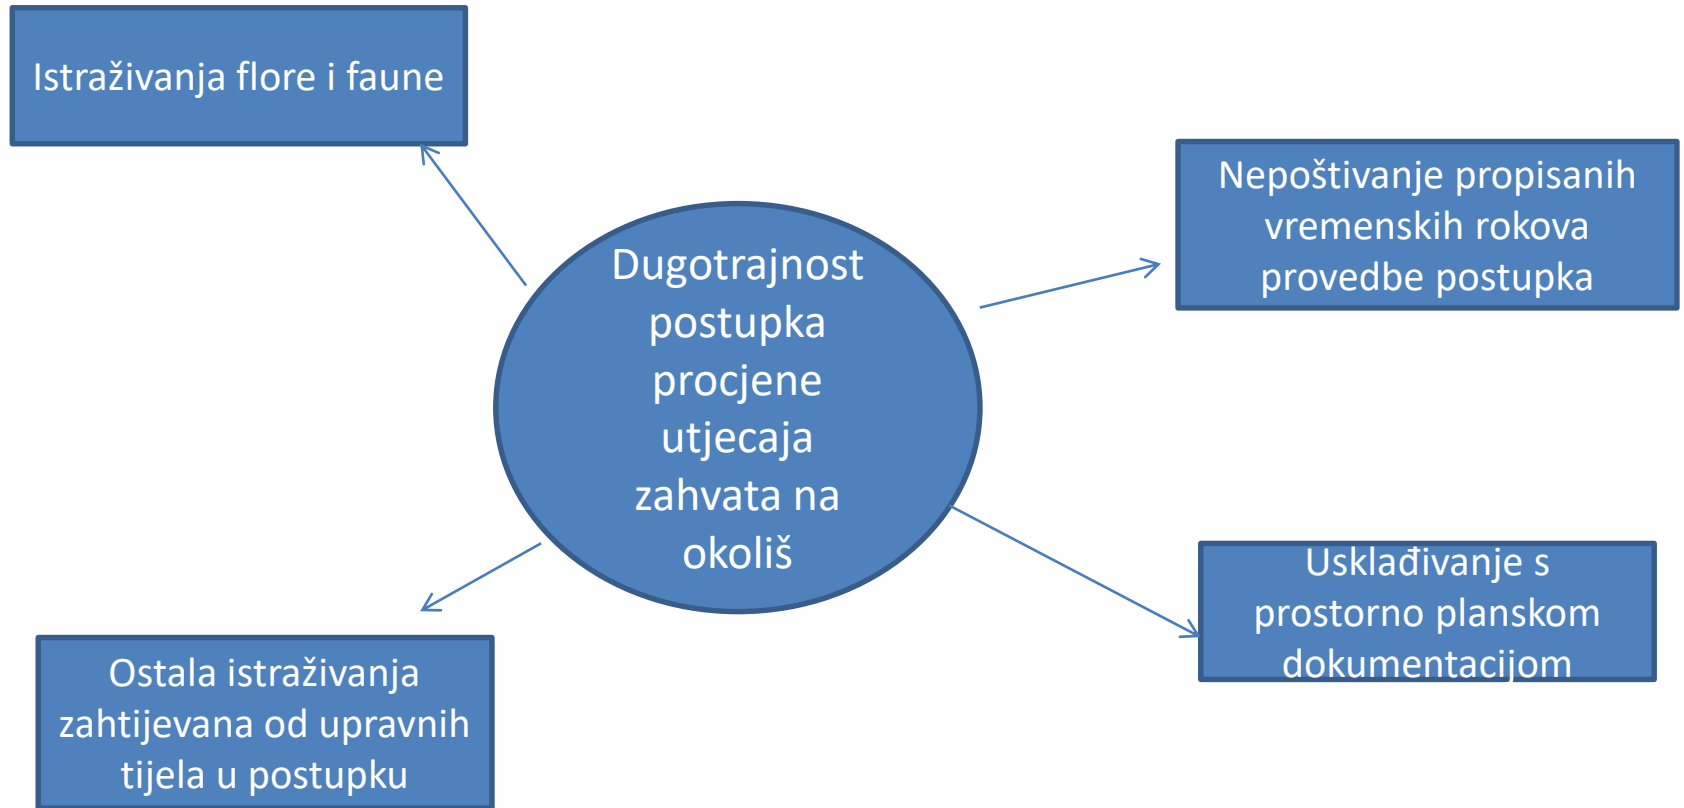 Istraživanja flore i faune
Nepoštivanje propisanih
vremenskih rokova
provedbe postupka
Dugotrajnost
postupka
procjene
utjecaja
zahvata na
okoliš
Usklađivanje s
prostorno planskom
dokumentacijom
Ostala istraživanja
zahtijevana od upravnih
tijela u postupku